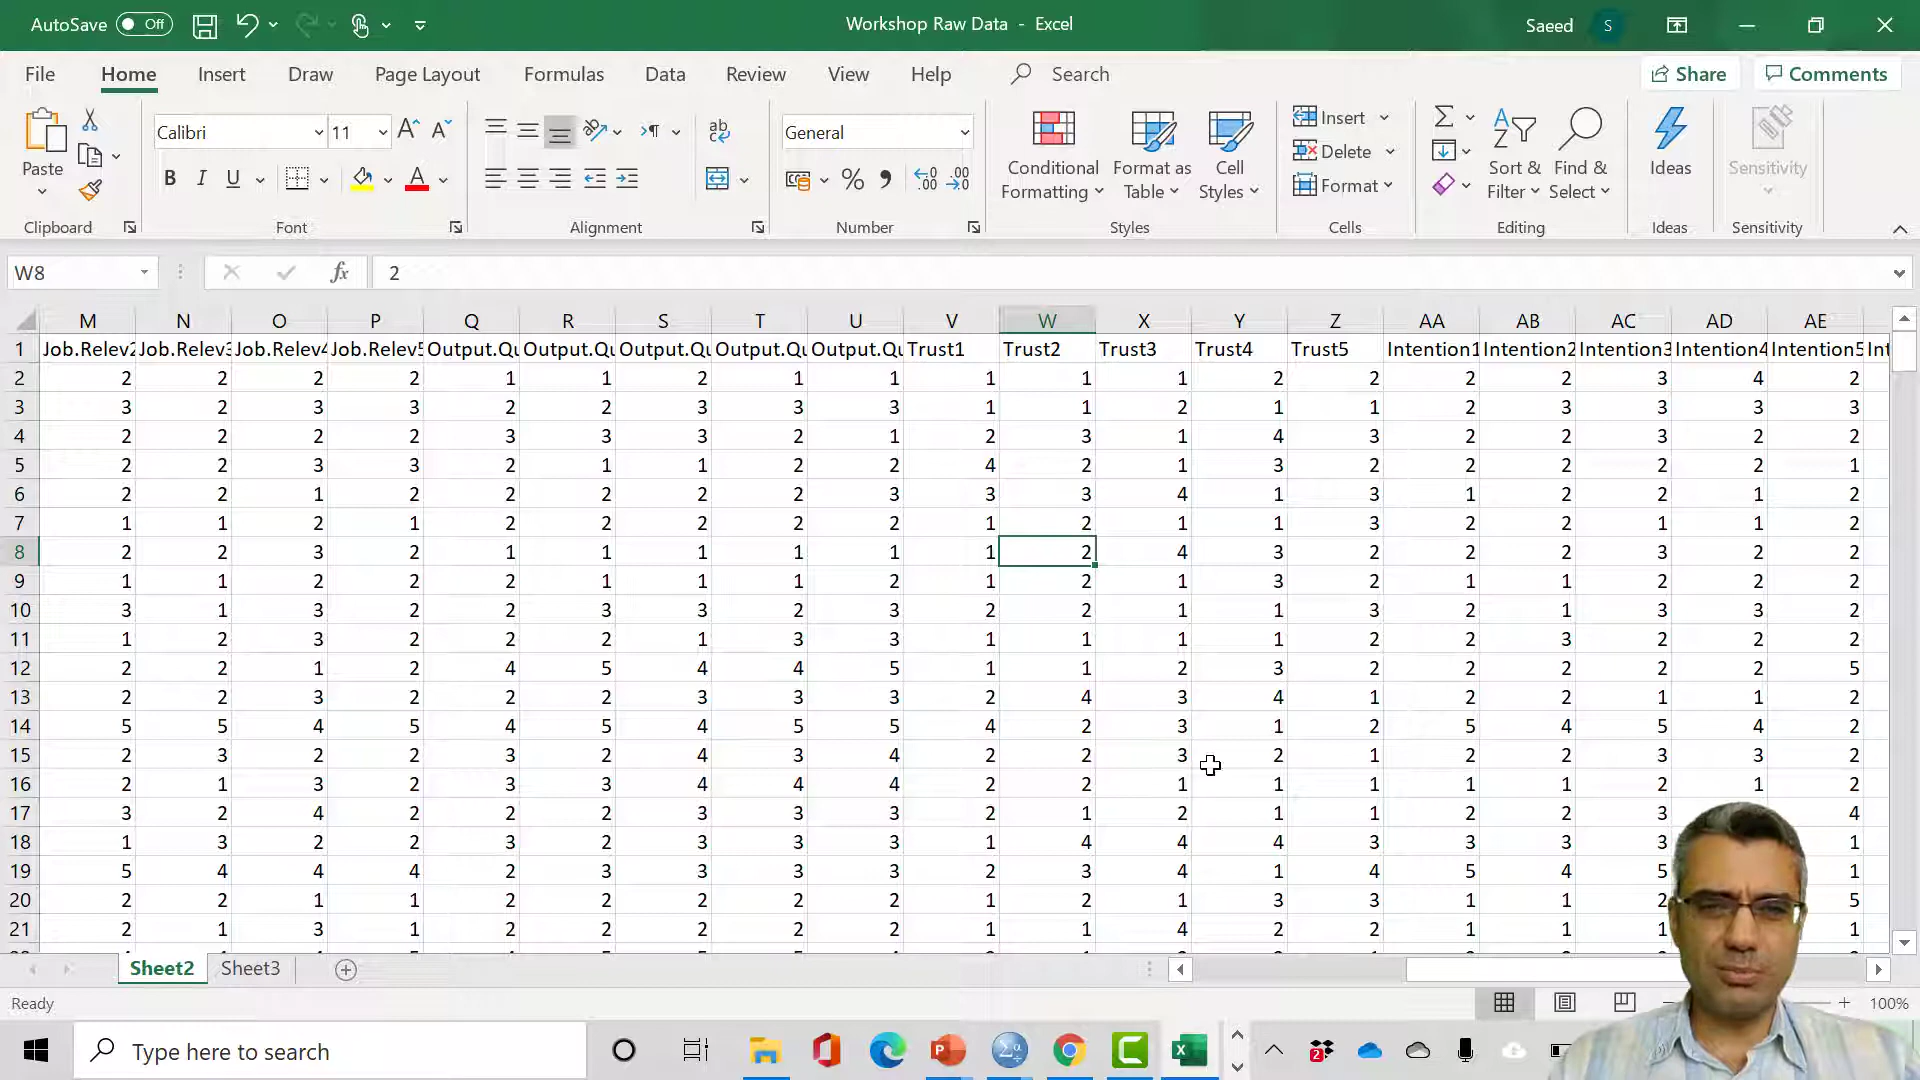 AutoSave Off Workshop Raw Data - Excel Saeed S
File Home Insert Draw Page Layout Formulas Data Review View Help Search Share Comments
Calibri 11 General Insert
Paste Conditional Formatting Format as Table Cell Styles Delete Sort & Filter Find & Select Ideas Sensitivity
B I U Format
Clipboard Font Alignment Number Styles Cells Editing Ideas Sensitivity
W8 fx 2
M N O P Q R S T U V W X Y Z AA AB AC AD AE
1 Job.Relev2 Job.Relev3 Job.Relev4 Job.Relev5 Output.Qu Output.Qu Output.Qu Output.Qu Output.Qu Trust1 Trust2 Trust3 Trust4 Trust5 Intention1 Intention2 Intention3 Intention4 Intention5 Int
2 2 2 2 2 1 1 2 1 1 1 1 1 2 2 2 2 3 4 2
3 3 2 3 3 2 2 3 3 3 1 1 2 1 1 2 3 3 3 3
4 2 2 2 2 3 3 3 2 1 2 3 1 4 3 2 2 3 2 2
5 2 2 3 3 2 1 1 2 2 4 2 1 3 2 2 2 2 2 1
6 2 2 1 2 2 2 2 2 3 3 3 4 1 3 1 2 2 1 2
7 1 1 2 1 2 2 2 2 2 1 2 1 1 3 2 2 1 1 2
8 2 2 3 2 1 1 1 1 1 1 2 4 3 2 2 2 3 2 2
9 1 1 2 2 2 1 1 1 2 1 2 1 3 2 1 1 2 2 2
10 3 1 3 2 2 3 3 2 3 2 2 1 1 3 2 1 3 3 2
11 1 2 3 2 2 2 1 3 3 1 1 1 1 2 2 3 2 2 2
12 2 2 1 2 4 5 4 4 5 1 1 2 3 2 2 2 2 2 5
13 2 2 3 2 2 2 3 3 3 2 4 3 4 1 2 2 1 1 2
14 5 5 4 5 4 5 4 5 5 4 2 3 1 2 5 4 5 4 2
15 2 3 2 2 3 2 4 3 4 2 2 3 2 1 2 2 3 3 2
16 2 1 3 2 3 3 4 4 4 2 2 1 1 1 1 1 2 1 2
17 3 2 4 2 2 2 3 3 3 2 1 2 1 1 2 2 3 4
18 1 3 2 2 3 2 3 3 3 1 4 4 4 3 3 3 3 1
19 5 4 4 4 2 3 3 3 3 2 3 4 1 4 5 4 5 1
20 2 2 1 1 2 2 2 2 2 1 2 1 3 3 1 1 2 5
21 2 1 3 1 2 2 2 2 2 1 1 4 2 2 1 1 1 1
Sheet2 Sheet3
Ready 100%
Type here to search